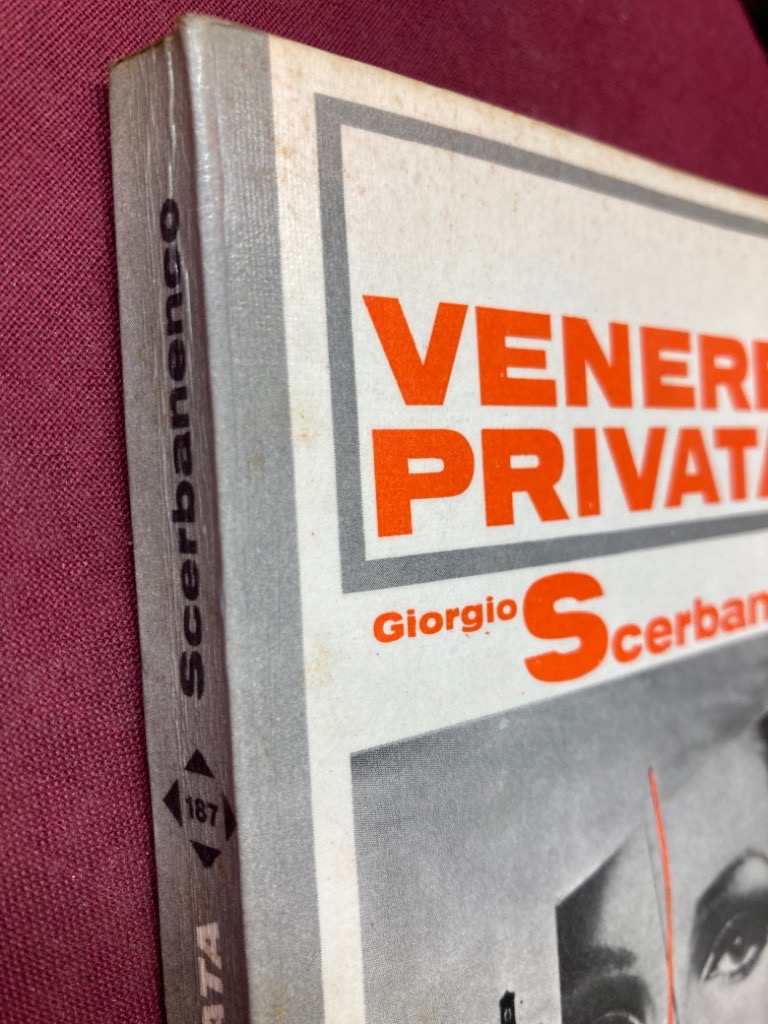 VENERE
PRIVATA
Giorgio Scerban
Scerbanenco
187
ATA